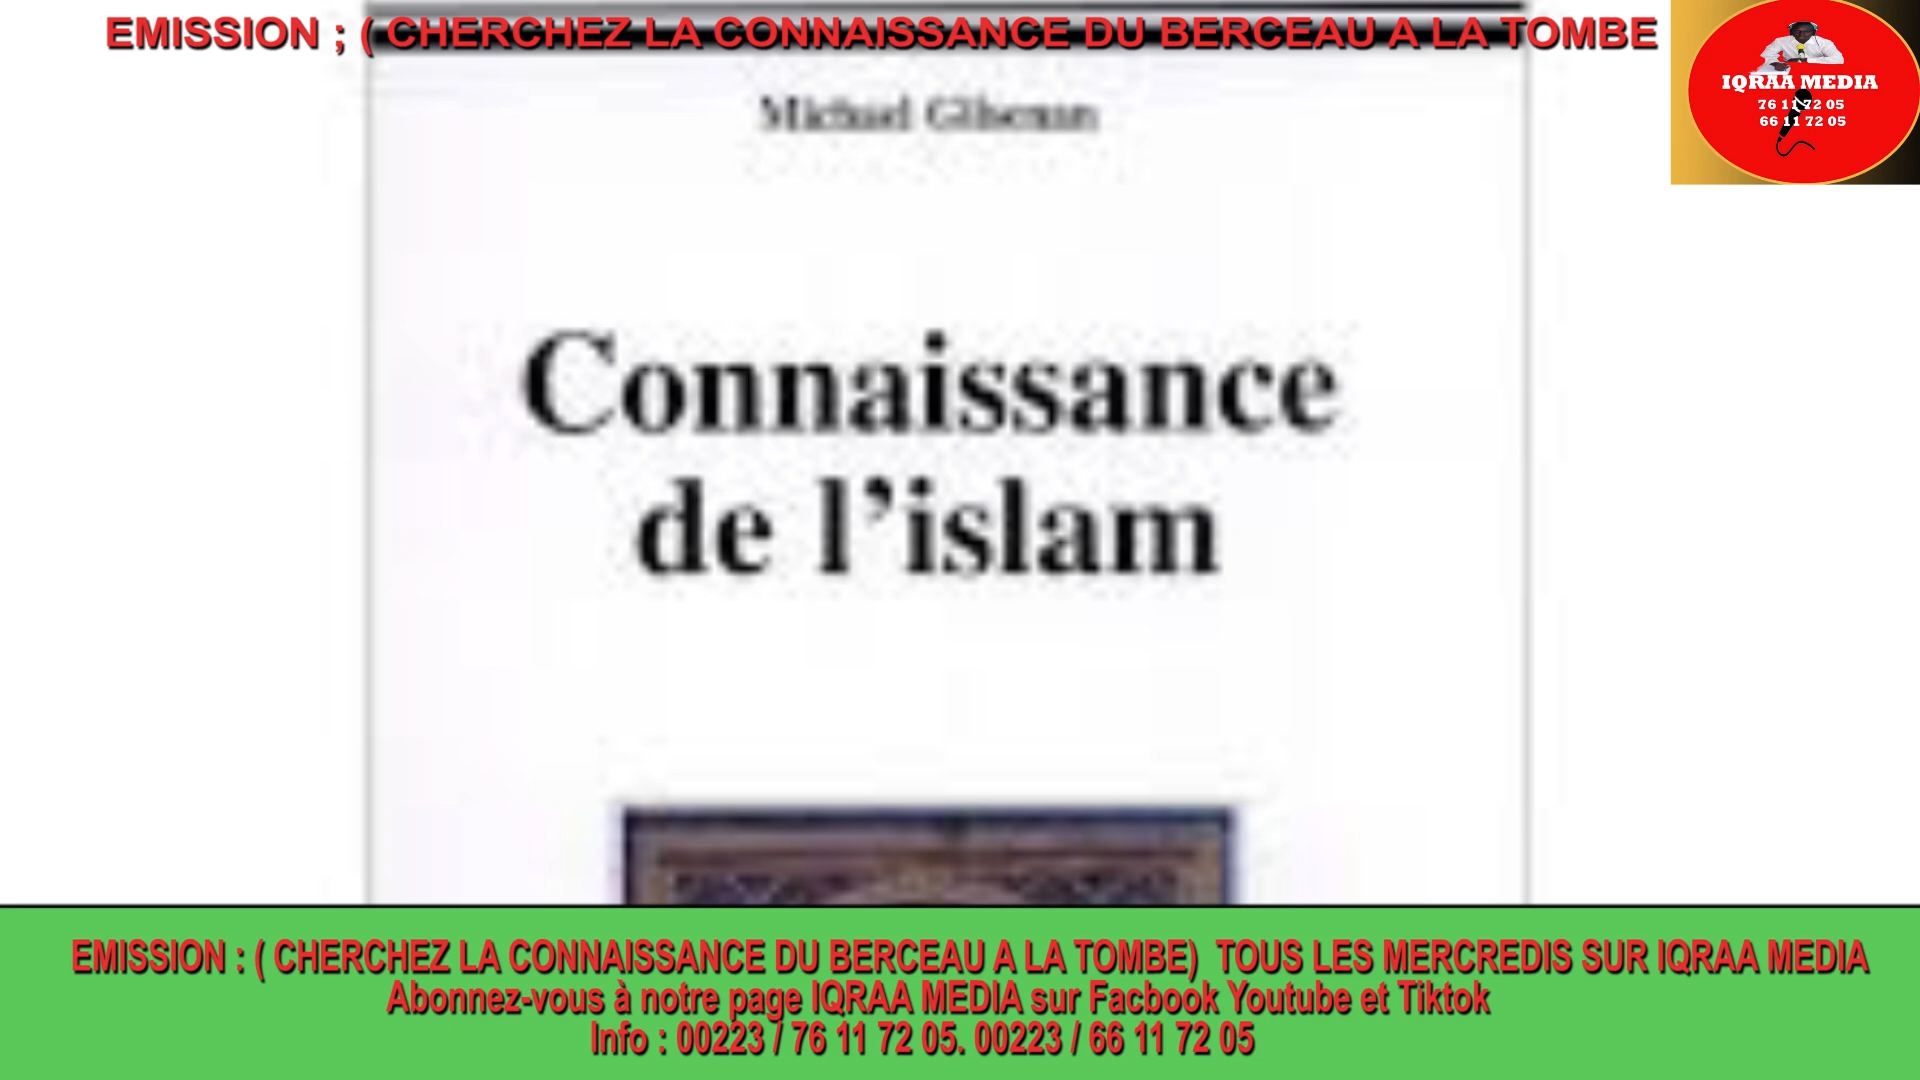 EMISSION ; ( CHERCHEZ LA CONNAISSANCE DU BERCEAU A LA TOMBE
IQRAA MEDIA
76 11 72 05
66 11 72 05
Michael Gilsenan
Connaissance
de l’islam
EMISSION : ( CHERCHEZ LA CONNAISSANCE DU BERCEAU A LA TOMBE) TOUS LES MERCREDIS SUR IQRAA MEDIA
Abonnez-vous à notre page IQRAA MEDIA sur Facbook Youtube et Tiktok
Info : 00223 / 76 11 72 05. 00223 / 66 11 72 05